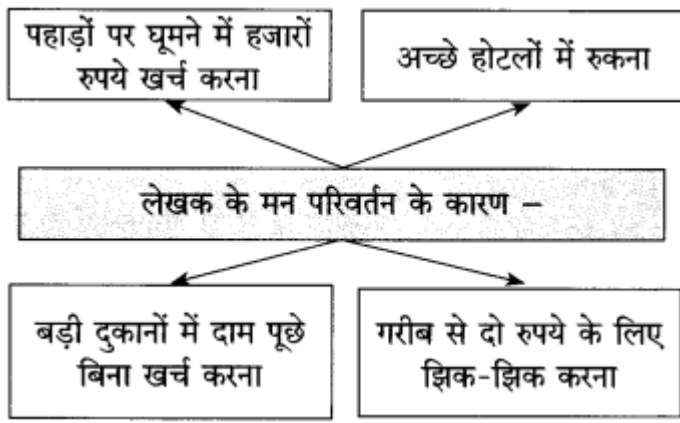 पहाड़ों पर घूमने में हजारों
रुपये खर्च करना
अच्छे होटलों में रुकना
लेखक के मन परिवर्तन के कारण –
बड़ी दुकानों में दाम पूछे
बिना खर्च करना
गरीब से दो रुपये के लिए
झिक-झिक करना